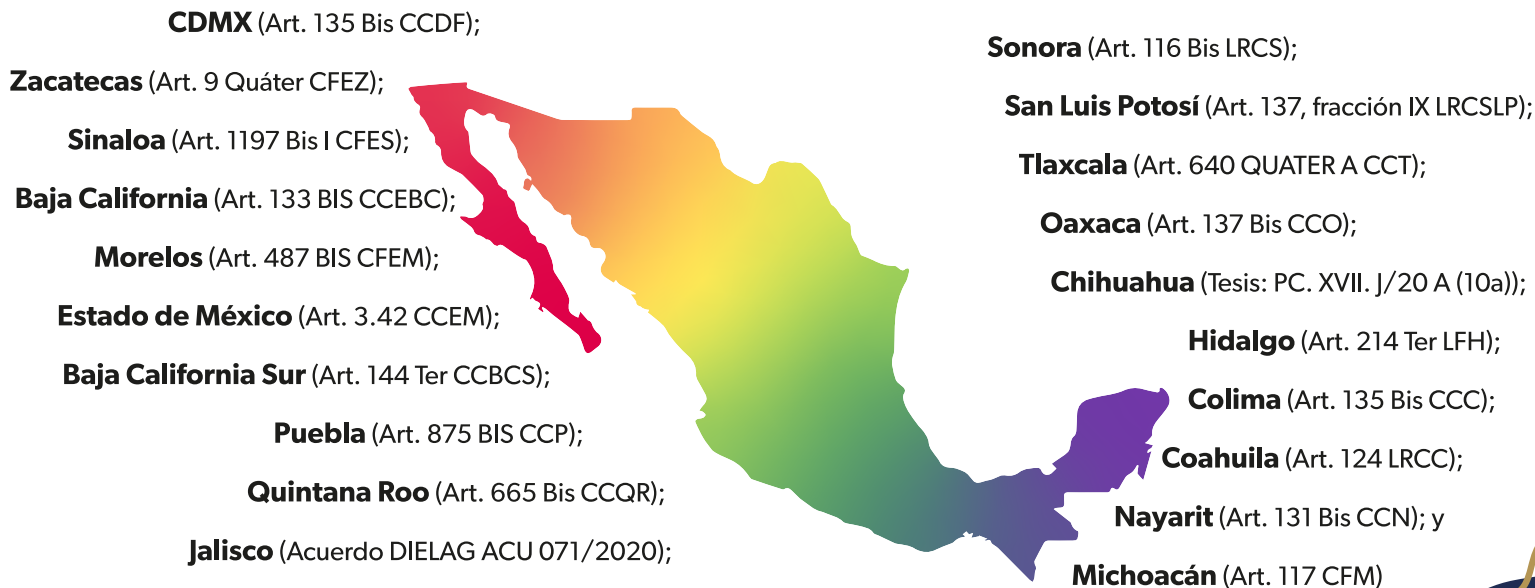 CDMX (Art. 135 Bis CCDF);
Zacatecas (Art. 9 Quáter CFEZ);
Sinaloa (Art. 1197 Bis I CFES);
Baja California (Art. 133 BIS CCEBC);
Morelos (Art. 487 BIS CFEM);
Estado de México (Art. 3.42 CCEM);
Baja California Sur (Art. 144 Ter CCBCS);
Puebla (Art. 875 BIS CCP);
Quintana Roo (Art. 665 Bis CCQR);
Jalisco (Acuerdo DIELAG ACU 071/2020);
Sonora (Art. 116 Bis LRCS);
San Luis Potosí (Art. 137, fracción IX LRCSLP);
Tlaxcala (Art. 640 QUATER A CCT);
Oaxaca (Art. 137 Bis CCO);
Chihuahua (Tesis: PC. XVII. J/20 A (10a));
Hidalgo (Art. 214 Ter LFH);
Colima (Art. 135 Bis CCC);
Coahuila (Art. 124 LRCC);
Nayarit (Art. 131 Bis CCN); y
Michoacán (Art. 117 CFM)